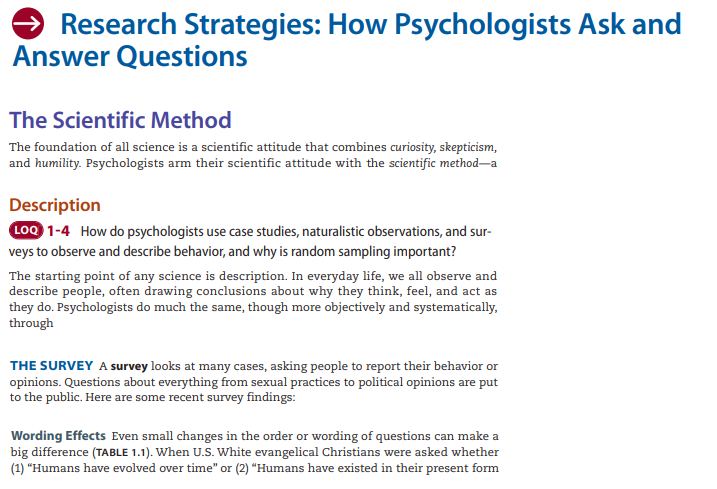 Research Strategies: How Psychologists Ask and
Answer Questions
The Scientific Method
The foundation of all science is a scientific attitude that combines curiosity, skepticism,
and humility. Psychologists arm their scientific attitude with the scientific method—a
Description
LOQ 1-4 How do psychologists use case studies, naturalistic observations, and sur-
veys to observe and describe behavior, and why is random sampling important?
The starting point of any science is description. In everyday life, we all observe and
describe people, often drawing conclusions about why they think, feel, and act as
they do. Psychologists do much the same, though more objectively and systematically,
through
THE SURVEY A survey looks at many cases, asking people to report their behavior or
opinions. Questions about everything from sexual practices to political opinions are put
to the public. Here are some recent survey findings:
Wording Effects Even small changes in the order or wording of questions can make a
big difference (TABLE 1.1). When U.S. White evangelical Christians were asked whether
(1) “Humans have evolved over time” or (2) “Humans have existed in their present form